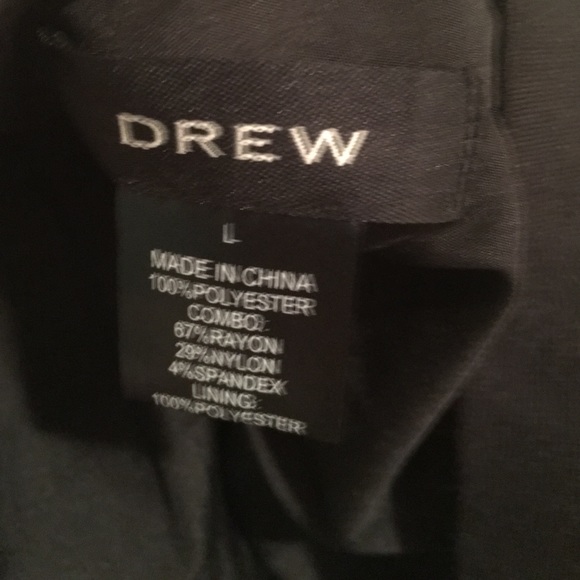 DREW
L
MADE IN CHINA
100%POLYESTER
COMBO:
67%RAYON
29%NYLON
4%SPANDEX
LINING:
100%POLYESTER